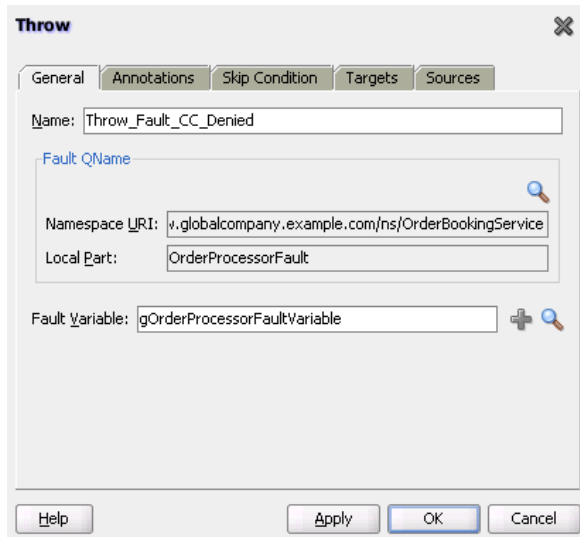 Throw
General Annotations Skip Condition Targets Sources
Name: Throw_Fault_CC_Denied
Fault QName
Namespace URI: v.globalcompany.example.com/ns/OrderBookingService
Local Part: OrderProcessorFault
Fault Variable: gOrderProcessorFaultVariable
Help Apply OK Cancel